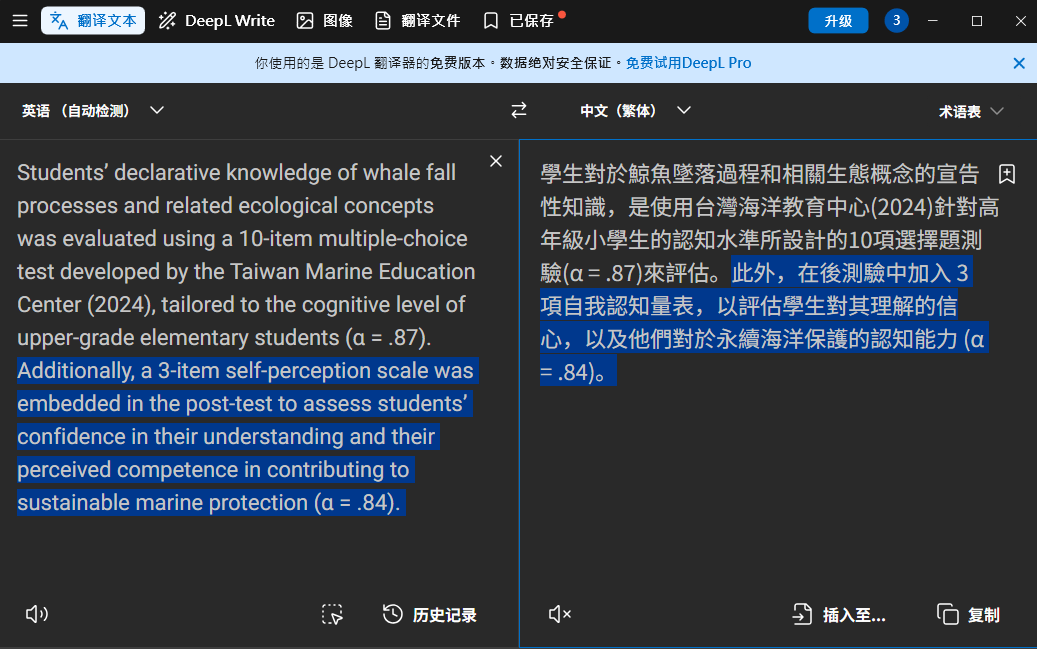 翻译文本
DeepL Write
图像
翻译文件
已保存
升级
3
你使用的是 DeepL 翻译器的免费版本。数据绝对安全保证。免费试用DeepL Pro
英语 （自动检测）
中文（繁体）
术语表
Students’ declarative knowledge of whale fall
processes and related ecological concepts
was evaluated using a 10-item multiple-choice
test developed by the Taiwan Marine Education
Center (2024), tailored to the cognitive level of
upper-grade elementary students (α = .87).
Additionally, a 3-item self-perception scale was
embedded in the post-test to assess students’
confidence in their understanding and their
perceived competence in contributing to
sustainable marine protection (α = .84).
學生對於鯨魚墜落過程和相關生態概念的宣告
性知識，是使用台灣海洋教育中心(2024)針對高
年級小學生的認知水準所設計的10項選擇題測
驗(α = .87)來評估。此外，在後測驗中加入 3
項自我認知量表，以評估學生對其理解的信
心，以及他們對於永續海洋保護的認知能力 (α
= .84)。
历史记录
插入至...
复制